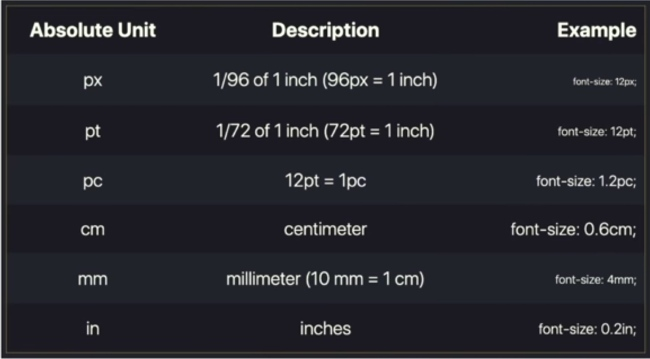 Absolute Unit Description Example
px 1/96 of 1 inch (96px = 1 inch) font-size: 12px;
pt 1/72 of 1 inch (72pt = 1 inch) font-size: 12pt;
pc 12pt = 1pc font-size: 1.2pc;
cm centimeter font-size: 0.6cm;
mm millimeter (10 mm = 1 cm) font-size: 4mm;
in inches font-size: 0.2in;